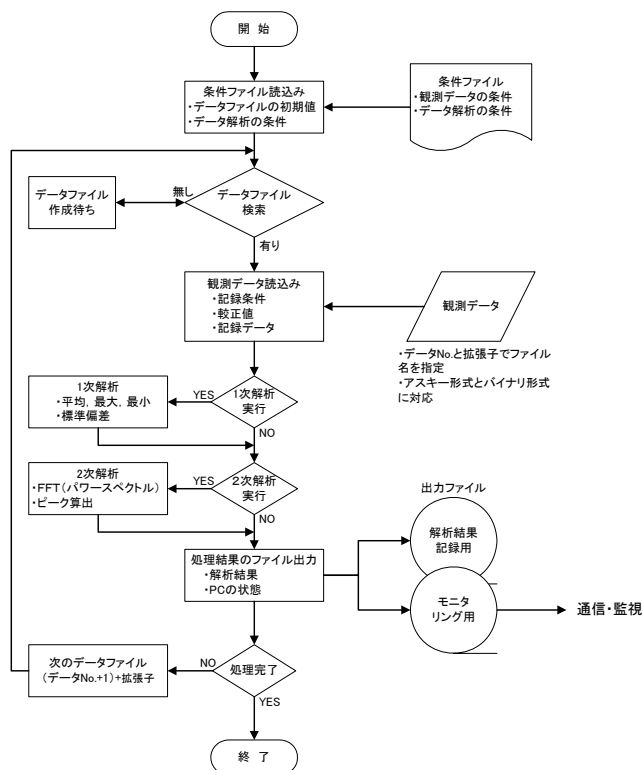 開 始
条件ファイル読込み
・データファイルの初期値
・データ解析の条件
条件ファイル
・観測データの条件
・データ解析の条件
データファイル
作成待ち
無し
データファイル
検索
有り
観測データ読込み
・記録条件
・較正値
・記録データ
観測データ
・データNo.と拡張子でファイル
名を指定
・アスキー形式とバイナリ形式
に対応
1次解析
・平均，最大，最小
・標準偏差
YES
1次解析
実行
NO
2次解析
・FFT（パワースペクトル）
・ピーク算出
YES
2次解析
実行
NO
出力ファイル
解析結果
記録用
処理結果のファイル出力
・解析結果
・PCの状態
モニタ
リング用
通信・監視
次のデータファイル
（データNo.+1）+拡張子
NO
処理完了
YES
終 了